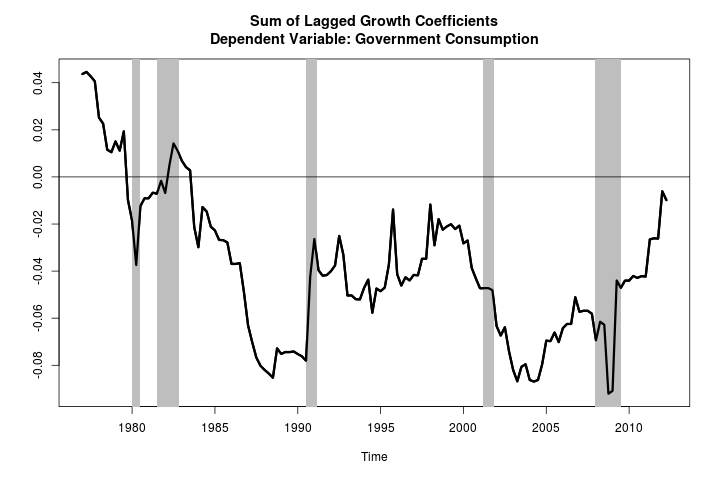 Sum of Lagged Growth Coefficients
Dependent Variable: Government Consumption
0.04
0.02
0.00
-0.02
-0.04
-0.06
-0.08
1980 1985 1990 1995 2000 2005 2010
Time